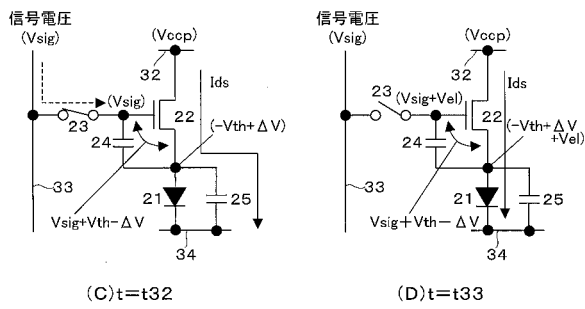 信号電圧
(Vsig)
(Vccp)
32
Ids
(Vsig)
23
22
24
(-Vth+ΔV)
33
21
25
Vsig+Vth-ΔV
34
(C)t=t32
信号電圧
(Vsig)
(Vccp)
32
Ids
23
(Vsig+Vel)
22
24
(-Vth+ΔV
+Vel)
33
21
25
Vsig+Vth-ΔV
34
(D)t=t33